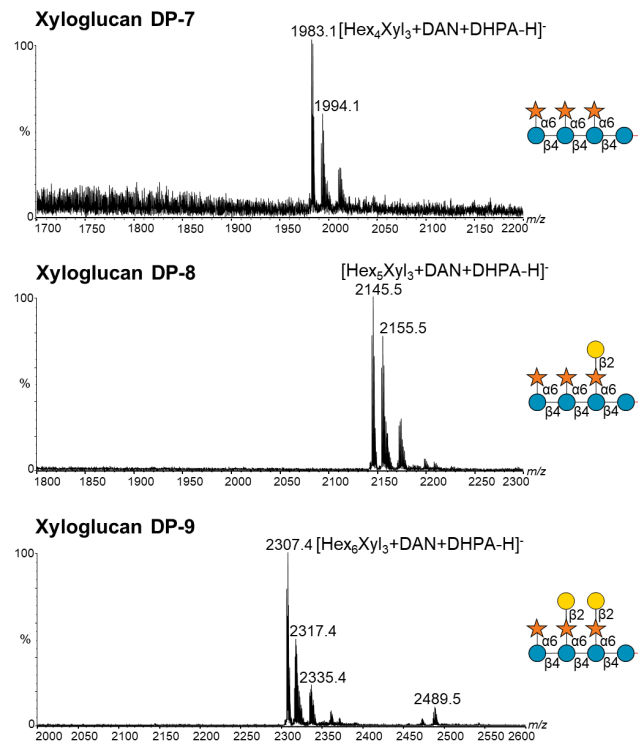 Xyloglucan DP-7
1983.1 [Hex₄Xyl₃+DAN+DHPA-H]⁻
100
1994.1
%
0
1700 1750 1800 1850 1900 1950 2000 2050 2100 2150 2200 m/z
α6 α6 α6
β4 β4 β4
Xyloglucan DP-8
[Hex₅Xyl₃+DAN+DHPA-H]⁻
2145.5
100
2155.5
%
0
1800 1850 1900 1950 2000 2050 2100 2150 2200 2250 2300 m/z
β2
α6 α6 α6
β4 β4 β4
Xyloglucan DP-9
2307.4 [Hex₆Xyl₃+DAN+DHPA-H]⁻
100
2317.4
%
2335.4
2489.5
0
2000 2050 2100 2150 2200 2250 2300 2350 2400 2450 2500 2550 2600 m/z
β2 β2
α6 α6 α6
β4 β4 β4